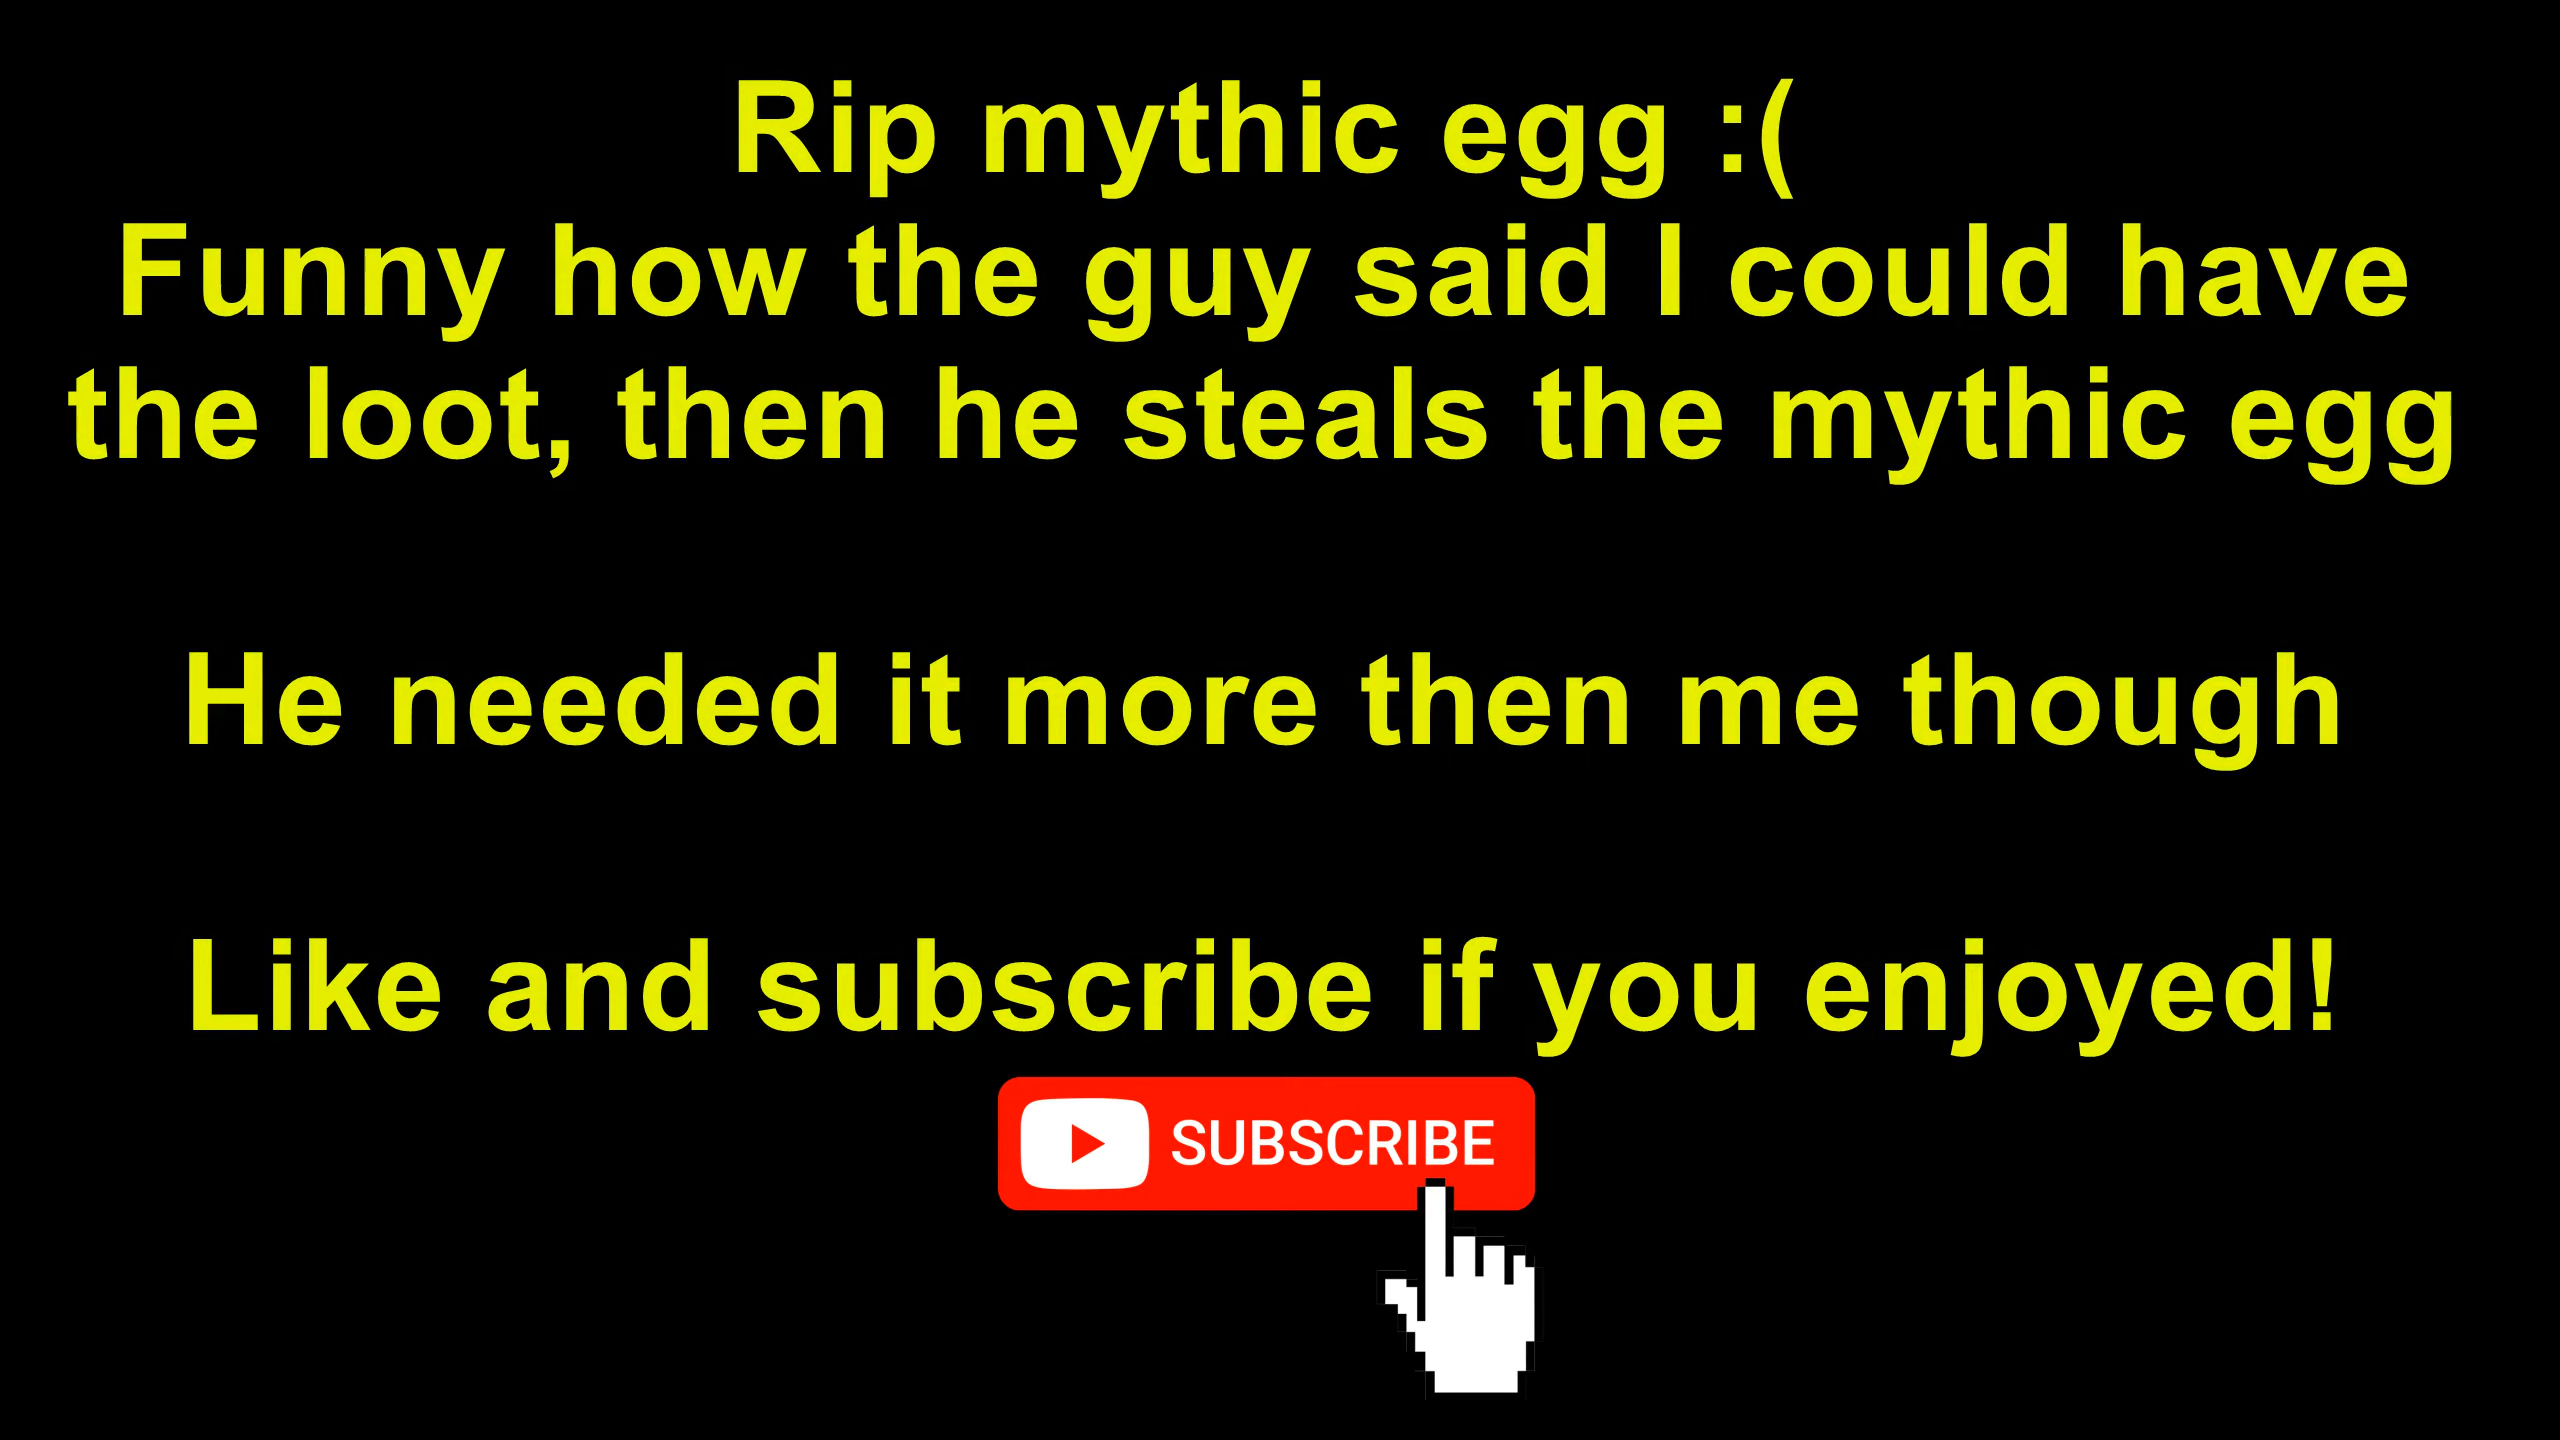 Rip mythic egg :(
Funny how the guy said I could have
the loot, then he steals the mythic egg
He needed it more then me though
Like and subscribe if you enjoyed!
SUBSCRIBE